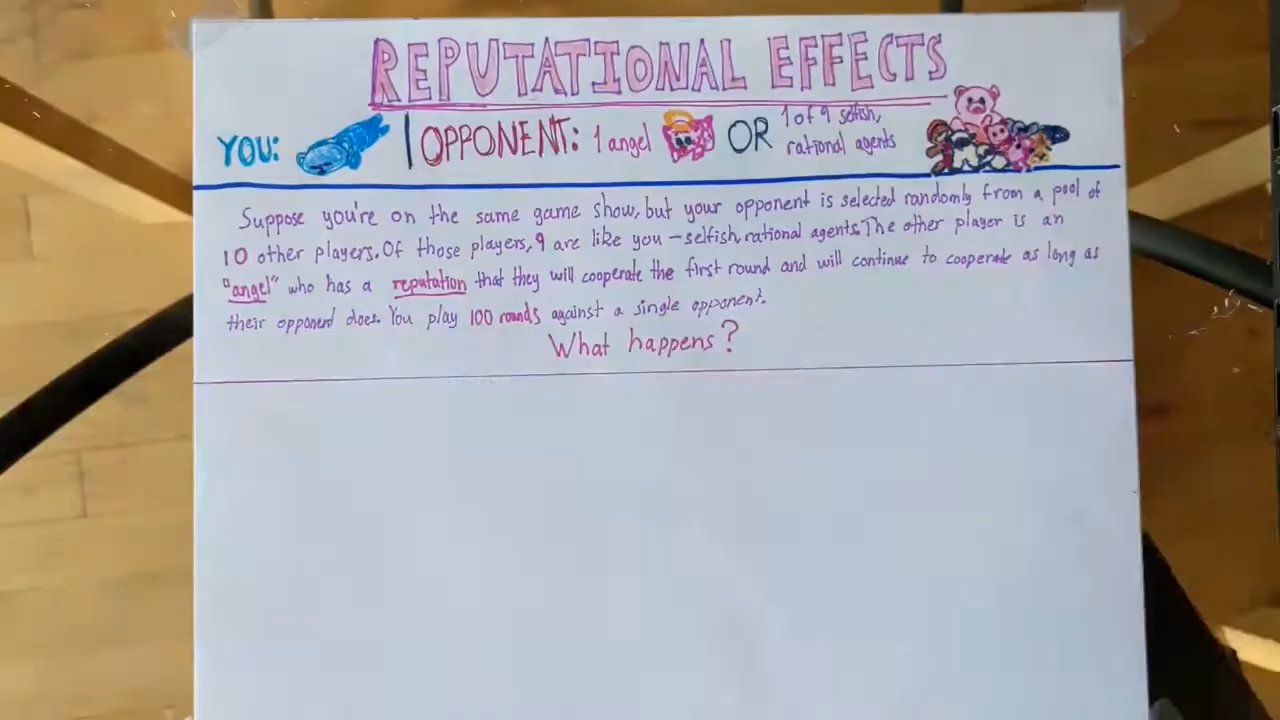 REPUTATIONAL EFFECTS
YOU: OPPONENT: 1 angel OR 1 of 9 selfish,
rational agents
Suppose you're on the same game show, but your opponent is selected randomly from a pool of
10 other players. Of those players, 9 are like you - selfish, rational agents. The other player is an
"angel" who has a reputation that they will cooperate the first round and will continue to cooperate as long as
their opponent does. You play 100 rounds against a single opponent.
What happens?